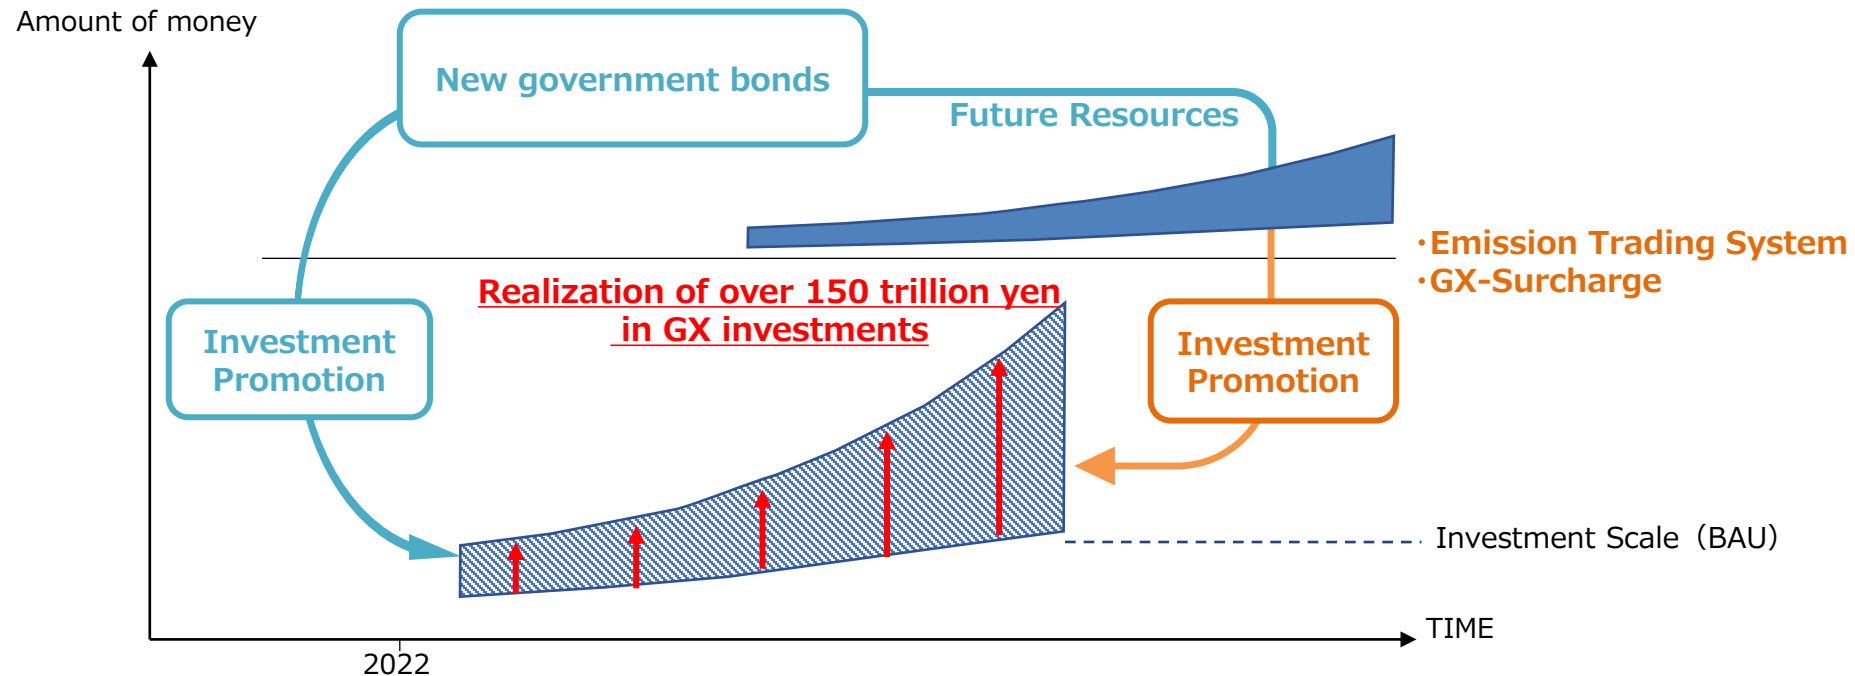 Amount of money
New government bonds
Future Resources
・Emission Trading System
・GX-Surcharge
Realization of over 150 trillion yen
in GX investments
Investment
Promotion
Investment
Promotion
Investment Scale（BAU）
TIME
2022